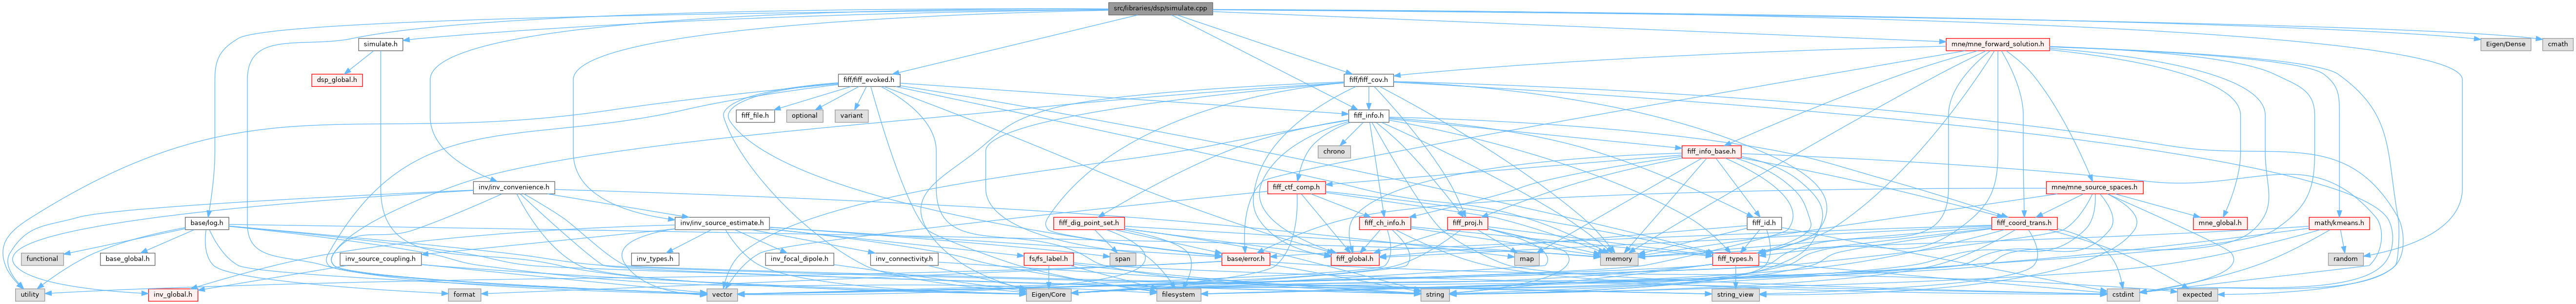 src/libraries/dsp/simulate.cpp
simulate.h
mne/mne_forward_solution.h
Eigen/Dense
cmath
dsp_global.h
fiff/fiff_evoked.h
fiff/fiff_cov.h
fiff_file.h
optional
variant
fiff_info.h
chrono
fiff_info_base.h
inv/inv_convenience.h
fiff_ctf_comp.h
mne/mne_source_spaces.h
base/log.h
inv/inv_source_estimate.h
fiff_dig_point_set.h
fiff_ch_info.h
fiff_proj.h
fiff_id.h
fiff_coord_trans.h
mne_global.h
math/kmeans.h
functional
base_global.h
inv_source_coupling.h
inv_types.h
inv_focal_dipole.h
inv_connectivity.h
fs/fs_label.h
span
base/error.h
fiff_global.h
map
memory
fiff_types.h
random
utility
inv_global.h
format
vector
Eigen/Core
filesystem
string
string_view
cstdint
expected